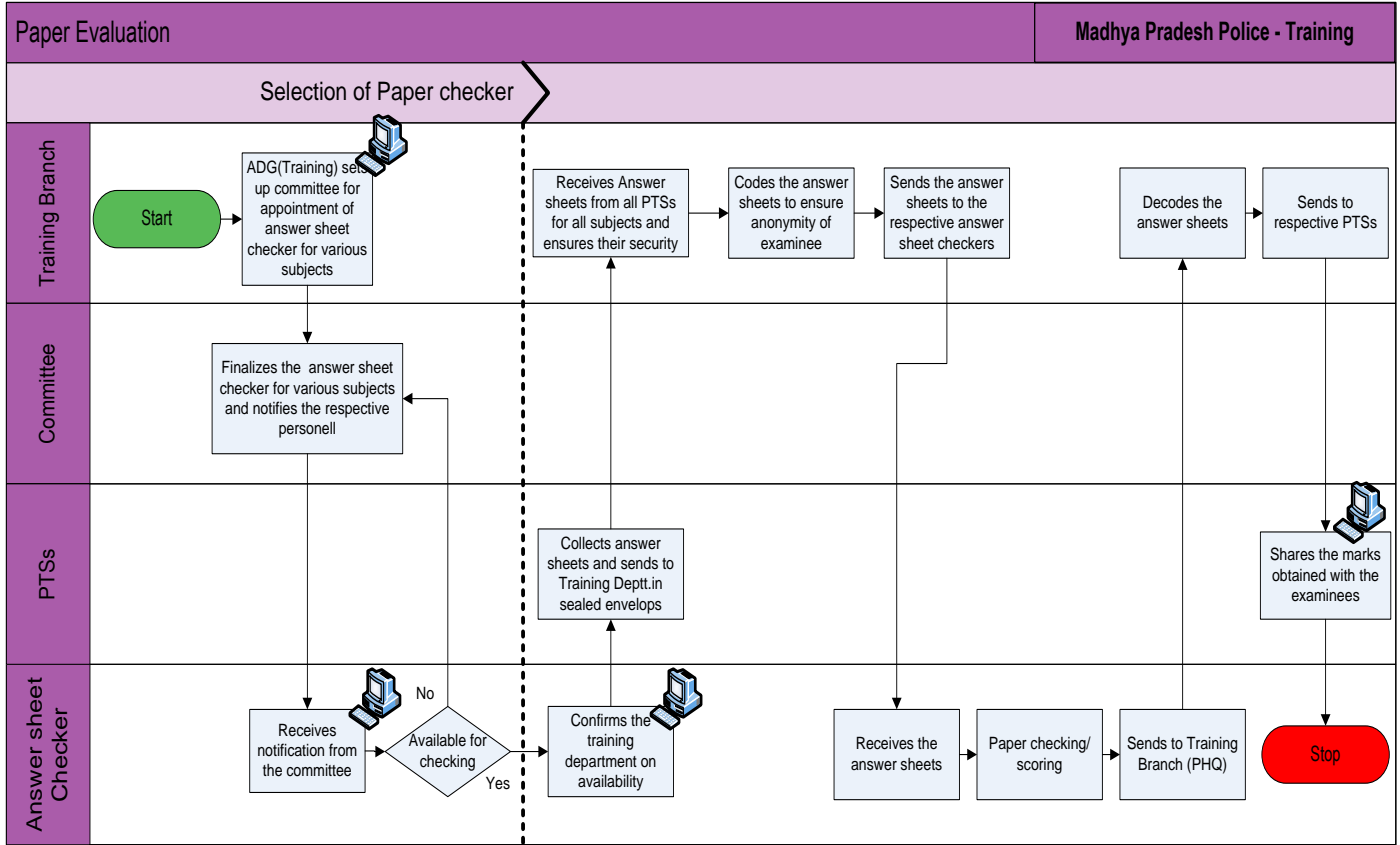 Paper Evaluation
Madhya Pradesh Police - Training
Selection of Paper checker
Training Branch
Start
ADG(Training) sets
up committee for
appointment of
answer sheet
checker for various
subjects
Receives Answer
sheets from all PTSs
for all subjects and
ensures their security
Codes the answer
sheets to ensure
anonymity of
examinee
Sends the answer
sheets to the
respective answer
sheet checkers
Decodes the
answer sheets
Sends to
respective PTSs
Committee
Finalizes the answer sheet
checker for various subjects
and notifies the respective
personell
PTSs
Collects answer
sheets and sends to
Training Deptt.in
sealed envelops
Shares the marks
obtained with the
examinees
Answer sheet
Checker
Receives
notification from
the committee
No
Available for
checking
Yes
Confirms the
training
department on
availability
Receives the
answer sheets
Paper checking/
scoring
Sends to Training
Branch (PHQ)
Stop